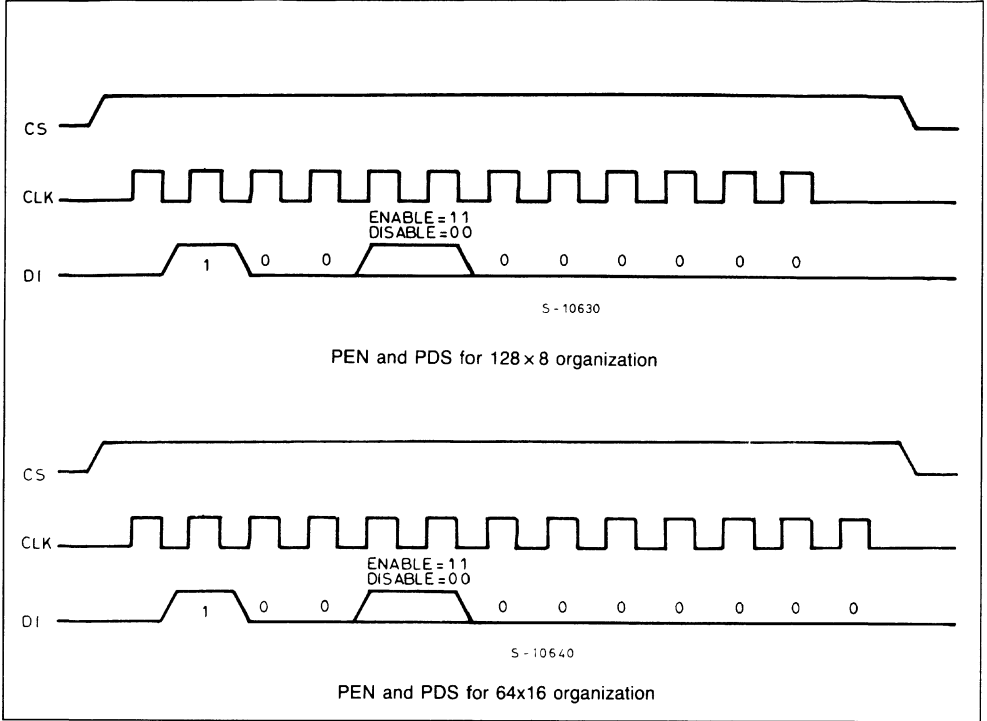 CS
CLK
ENABLE=11
DISABLE=00
DI 1 0 0 0 0 0 0 0 0
S-10630
PEN and PDS for 128×8 organization
CS
CLK
ENABLE=11
DISABLE=00
DI 1 0 0 0 0 0 0 0 0 0
S-10640
PEN and PDS for 64x16 organization